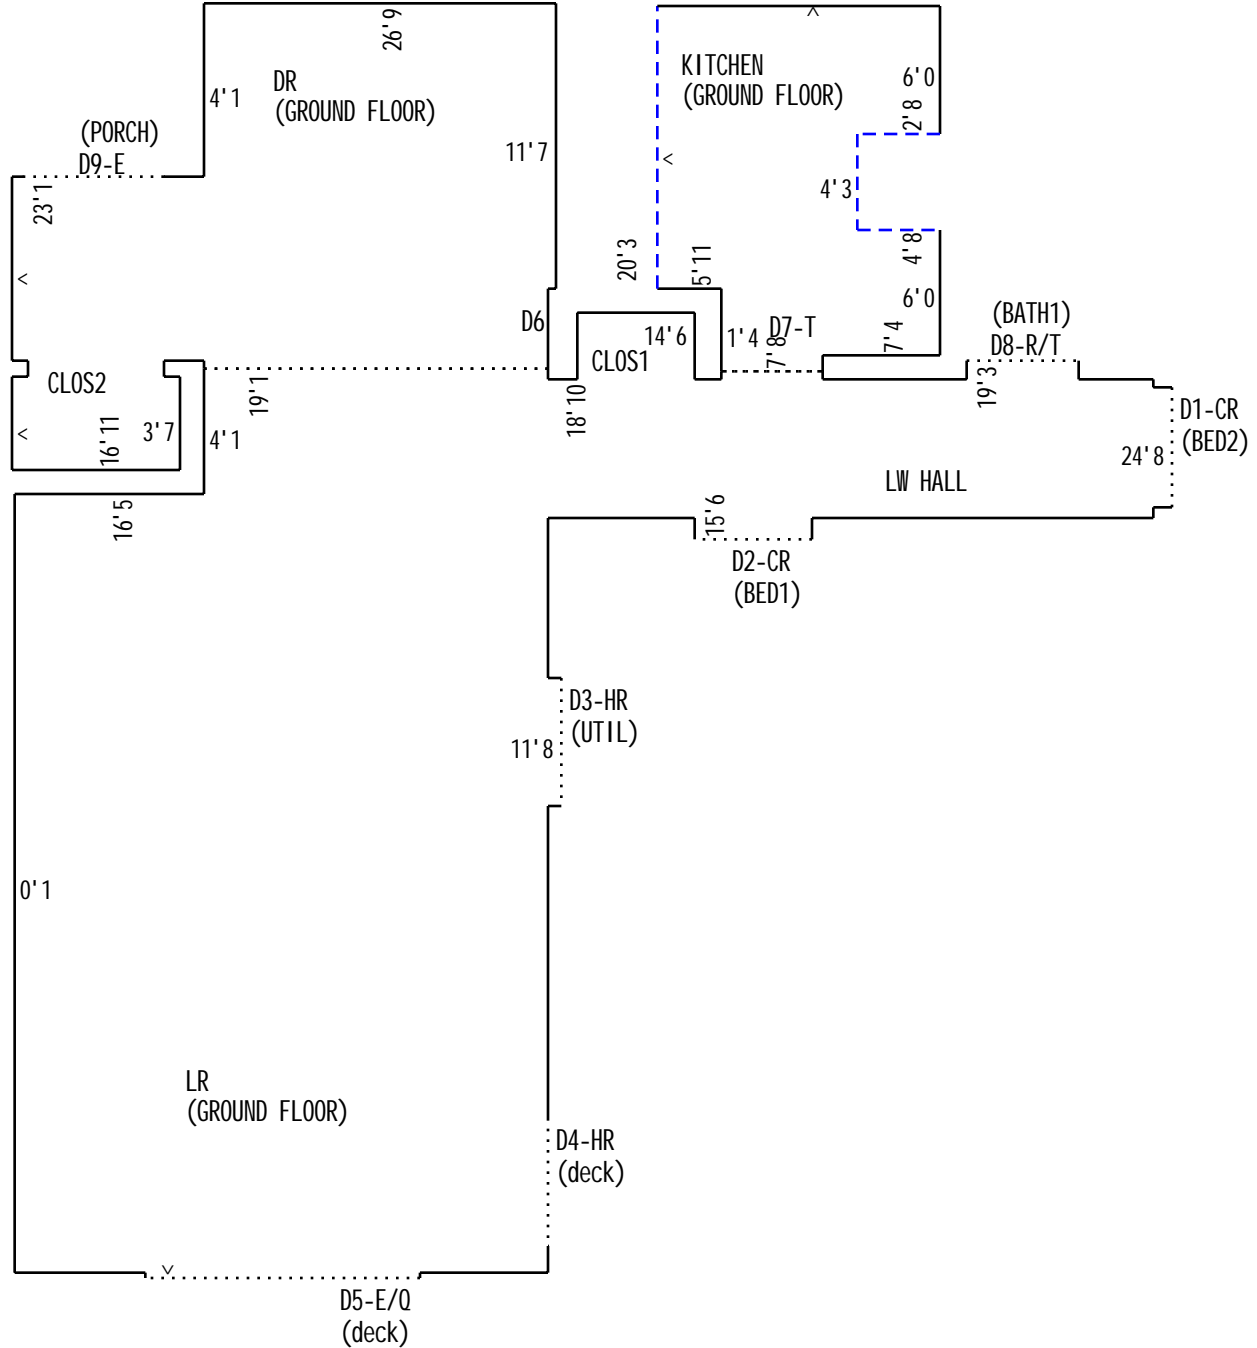 26'9
4'1
DR
(GROUND FLOOR)
KITCHEN
(GROUND FLOOR)
6'0
2'8
(PORCH)
D9-E
11'7
23'1
4'3
<
<
20'3
5'11
4'8
6'0
D6
14'6
1'4
D7-T
7'8
7'4
(BATH1)
D8-R/T
CLOS1
CLOS2
19'1
18'10
19'3
D1-CR
(BED2)
<
16'11
3'7
4'1
24'8
LW HALL
16'5
15'6
D2-CR
(BED1)
D3-HR
(UTIL)
11'8
0'1
LR
(GROUND FLOOR)
D4-HR
(deck)
D5-E/Q
(deck)